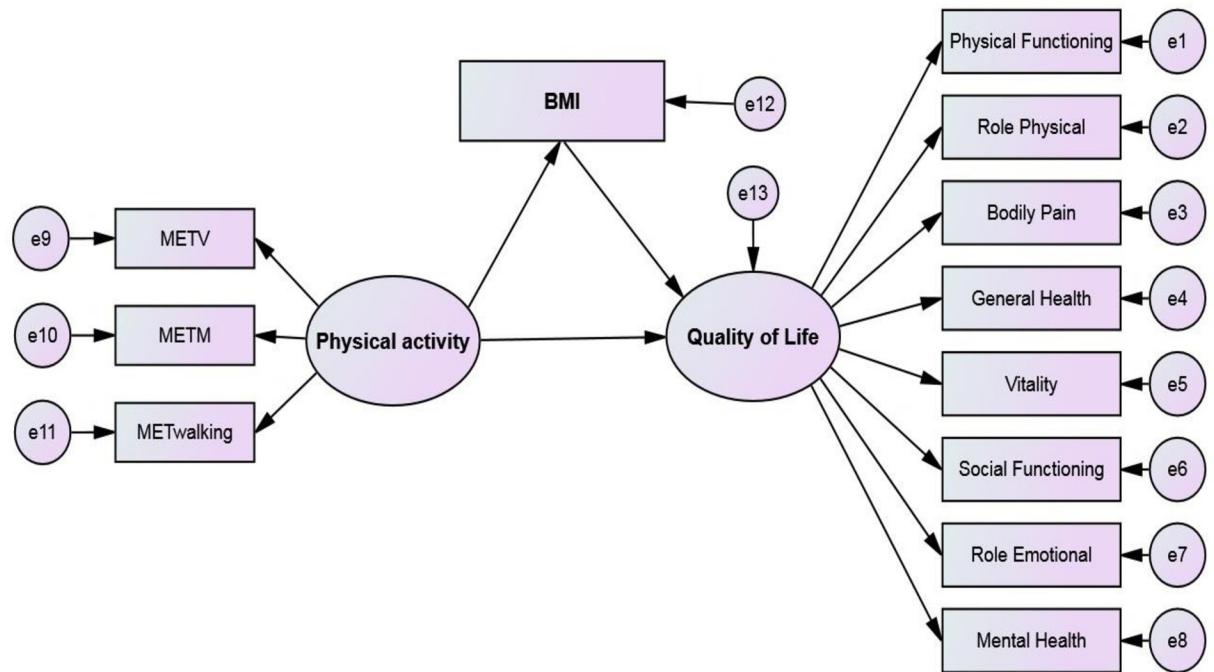 Physical Functioning
e1
BMI
e12
Role Physical
e2
e13
Bodily Pain
e3
e9
METV
General Health
e4
e10
METM
Physical activity
Quality of Life
Vitality
e5
e11
METwalking
Social Functioning
e6
Role Emotional
e7
Mental Health
e8